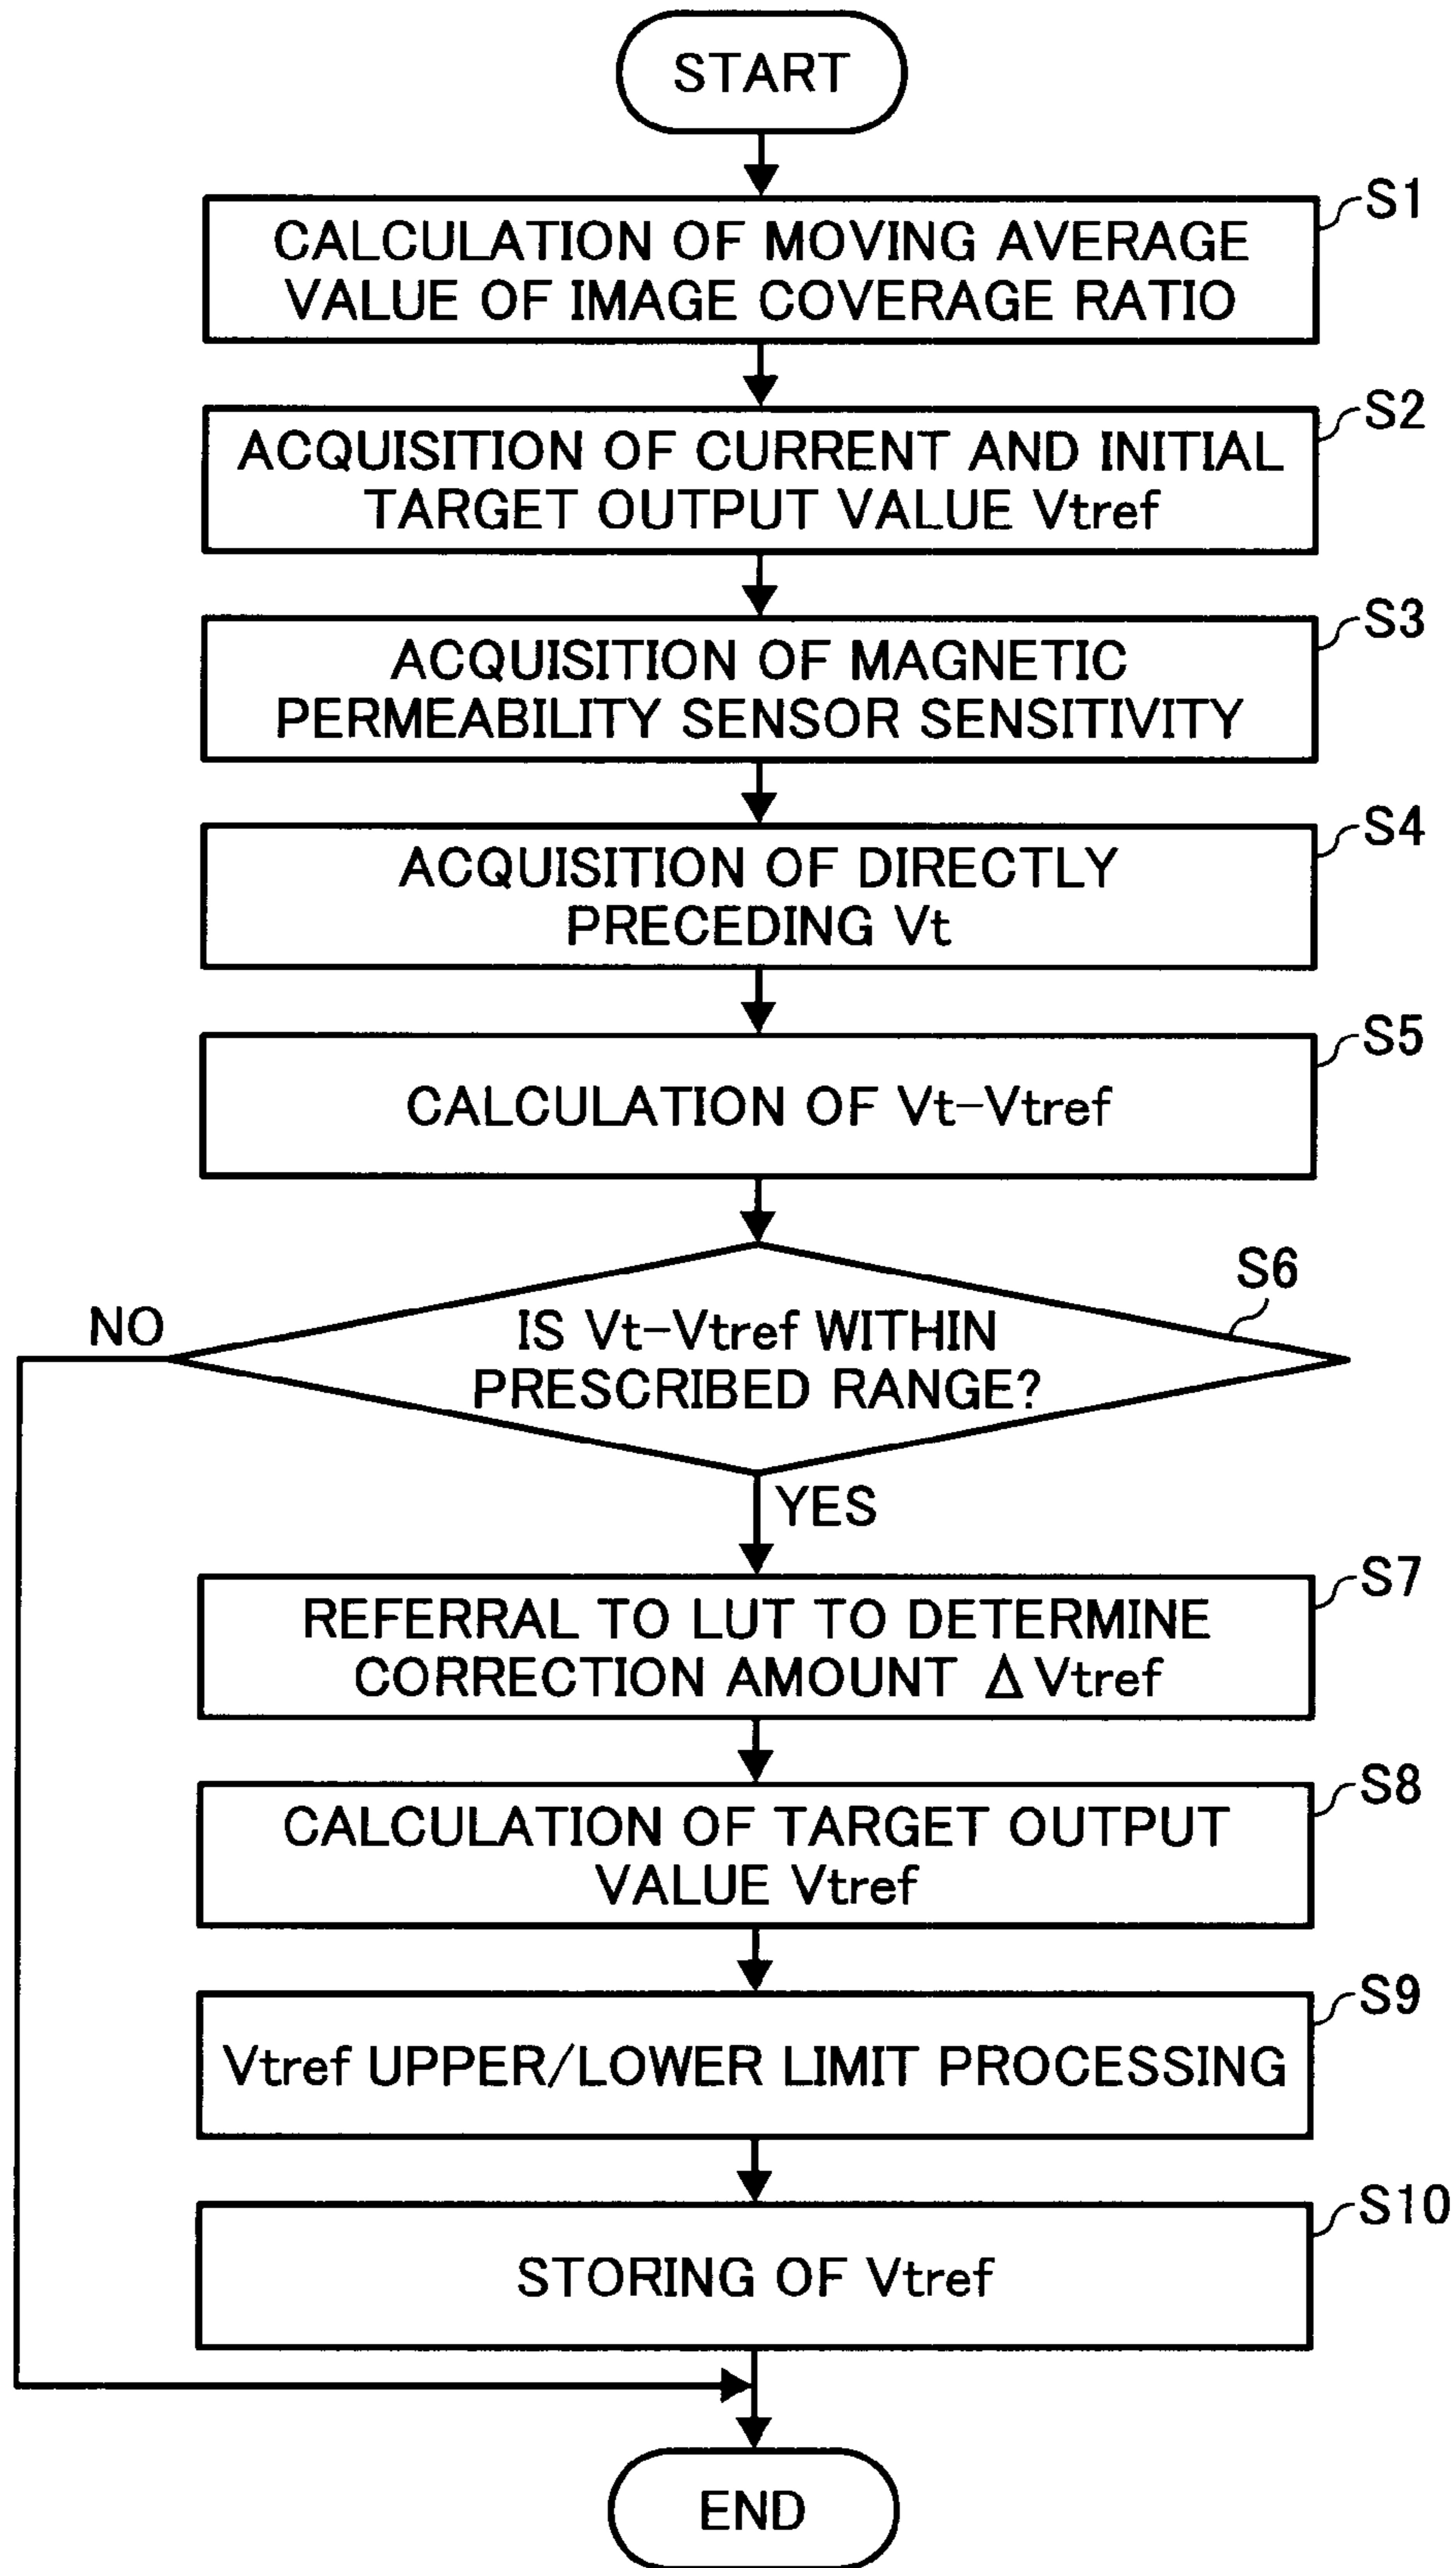 START
S1
CALCULATION OF MOVING AVERAGE
VALUE OF IMAGE COVERAGE RATIO
S2
ACQUISITION OF CURRENT AND INITIAL
TARGET OUTPUT VALUE Vtref
S3
ACQUISITION OF MAGNETIC
PERMEABILITY SENSOR SENSITIVITY
S4
ACQUISITION OF DIRECTLY
PRECEDING Vt
S5
CALCULATION OF Vt-Vtref
S6
NO
IS Vt-Vtref WITHIN
PRESCRIBED RANGE?
YES
S7
REFERRAL TO LUT TO DETERMINE
CORRECTION AMOUNT Δ Vtref
S8
CALCULATION OF TARGET OUTPUT
VALUE Vtref
S9
Vtref UPPER/LOWER LIMIT PROCESSING
S10
STORING OF Vtref
END